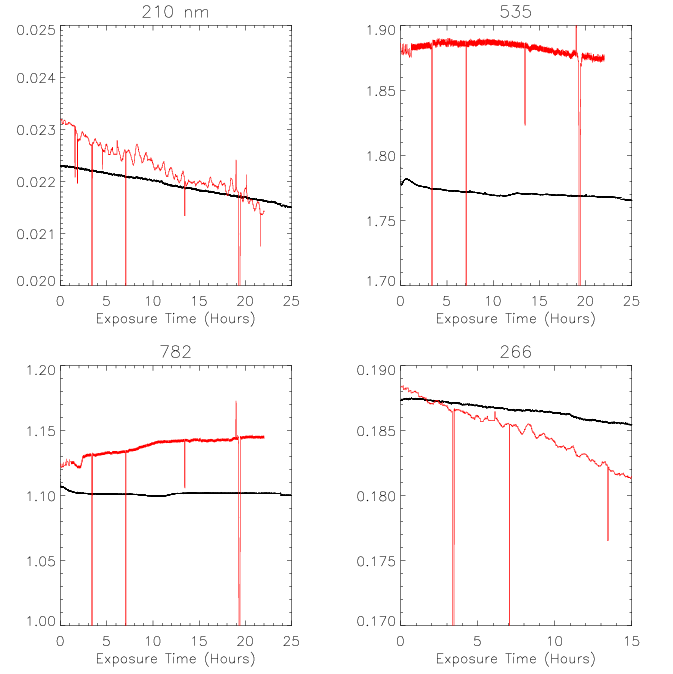 210 nm
0.025
0.024
0.023
0.022
0.021
0.020
0 5 10 15 20 25
Exposure Time (Hours)
535
1.90
1.85
1.80
1.75
1.70
0 5 10 15 20 25
Exposure Time (Hours)
782
1.20
1.15
1.10
1.05
1.00
0 5 10 15 20 25
Exposure Time (Hours)
266
0.190
0.185
0.180
0.175
0.170
0 5 10 15
Exposure Time (Hours)